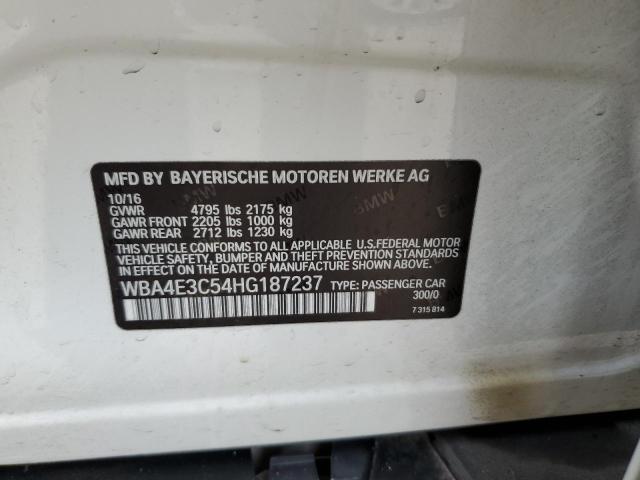 MFD BY BAYERISCHE MOTOREN WERKE AG
10/16
GVWR 4795 lbs 2175 kg
GAWR FRONT 2205 lbs 1000 kg
GAWR REAR 2712 lbs 1230 kg
THIS VEHICLE CONFORMS TO ALL APPLICABLE U.S.FEDERAL MOTOR
VEHICLE SAFETY, BUMPER, AND THEFT PREVENTION STANDARDS
IN EFFECT ON THE DATE OF MANUFACTURE SHOWN ABOVE.
WBA4E3C54HG187237 TYPE: PASSENGER CAR
300/0
7 315 814